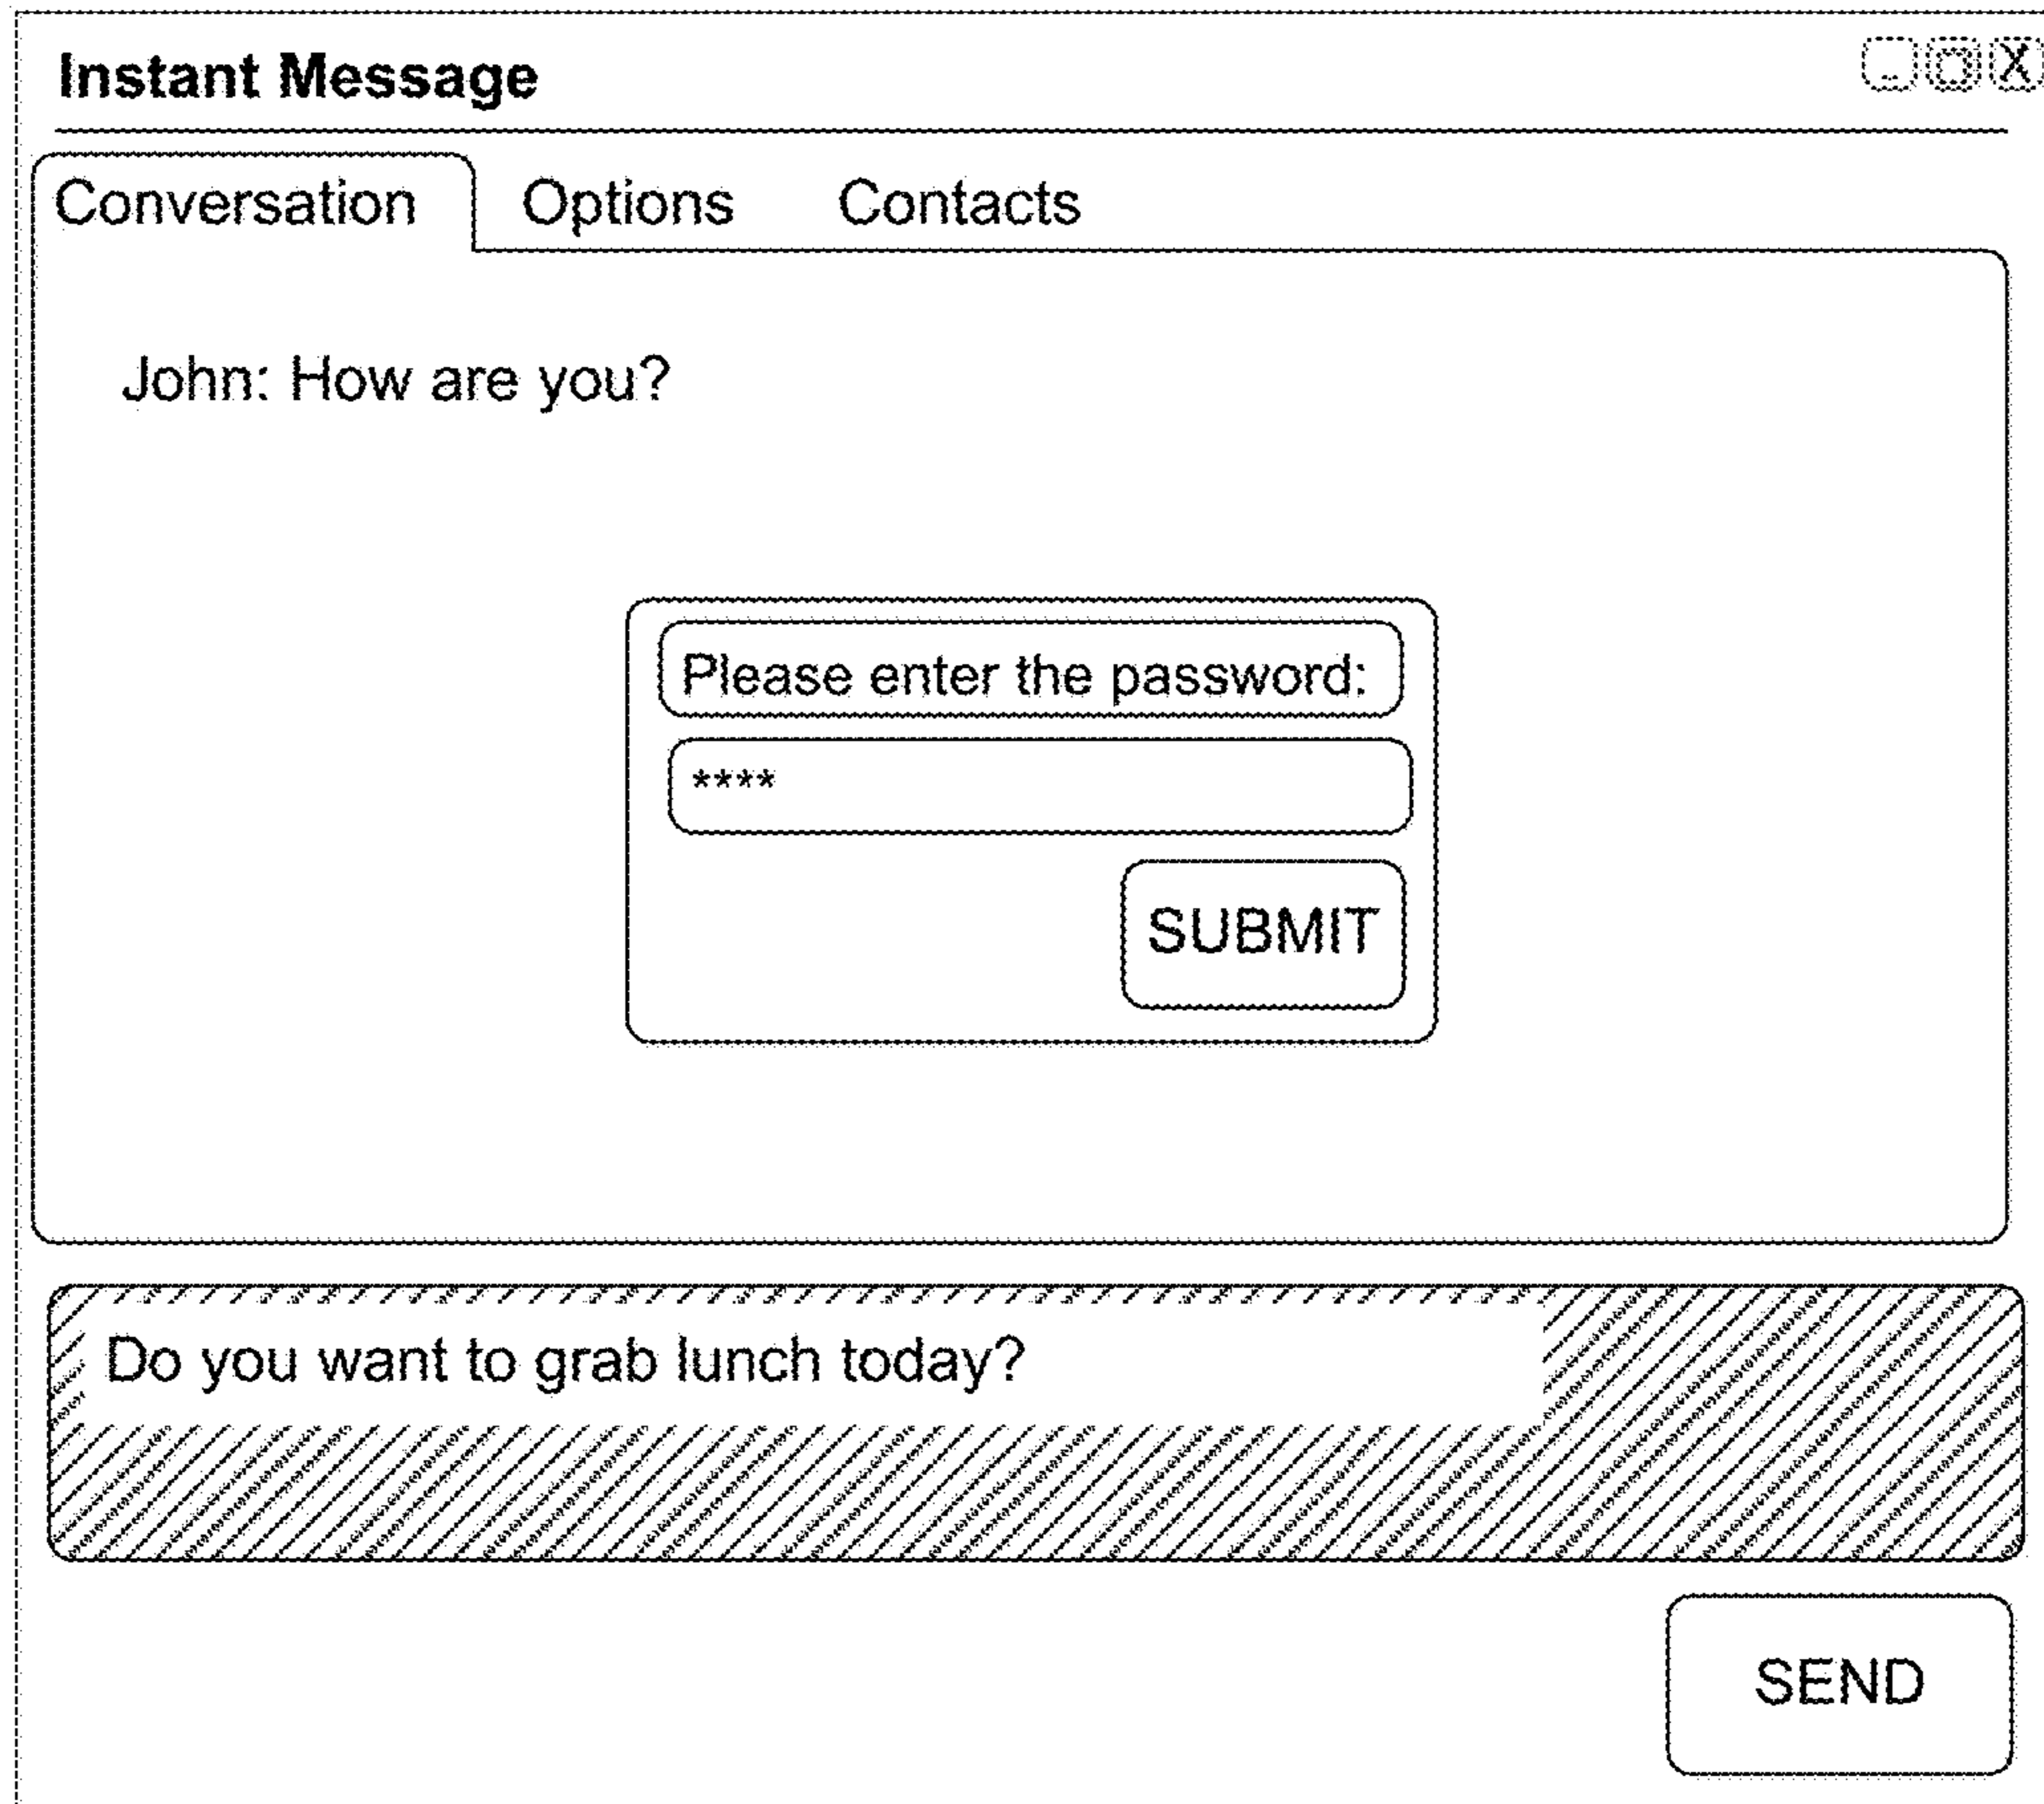 Instant Message
X
Conversation Options Contacts
John: How are you?
Please enter the password:
****
SUBMIT
Do you want to grab lunch today?
SEND